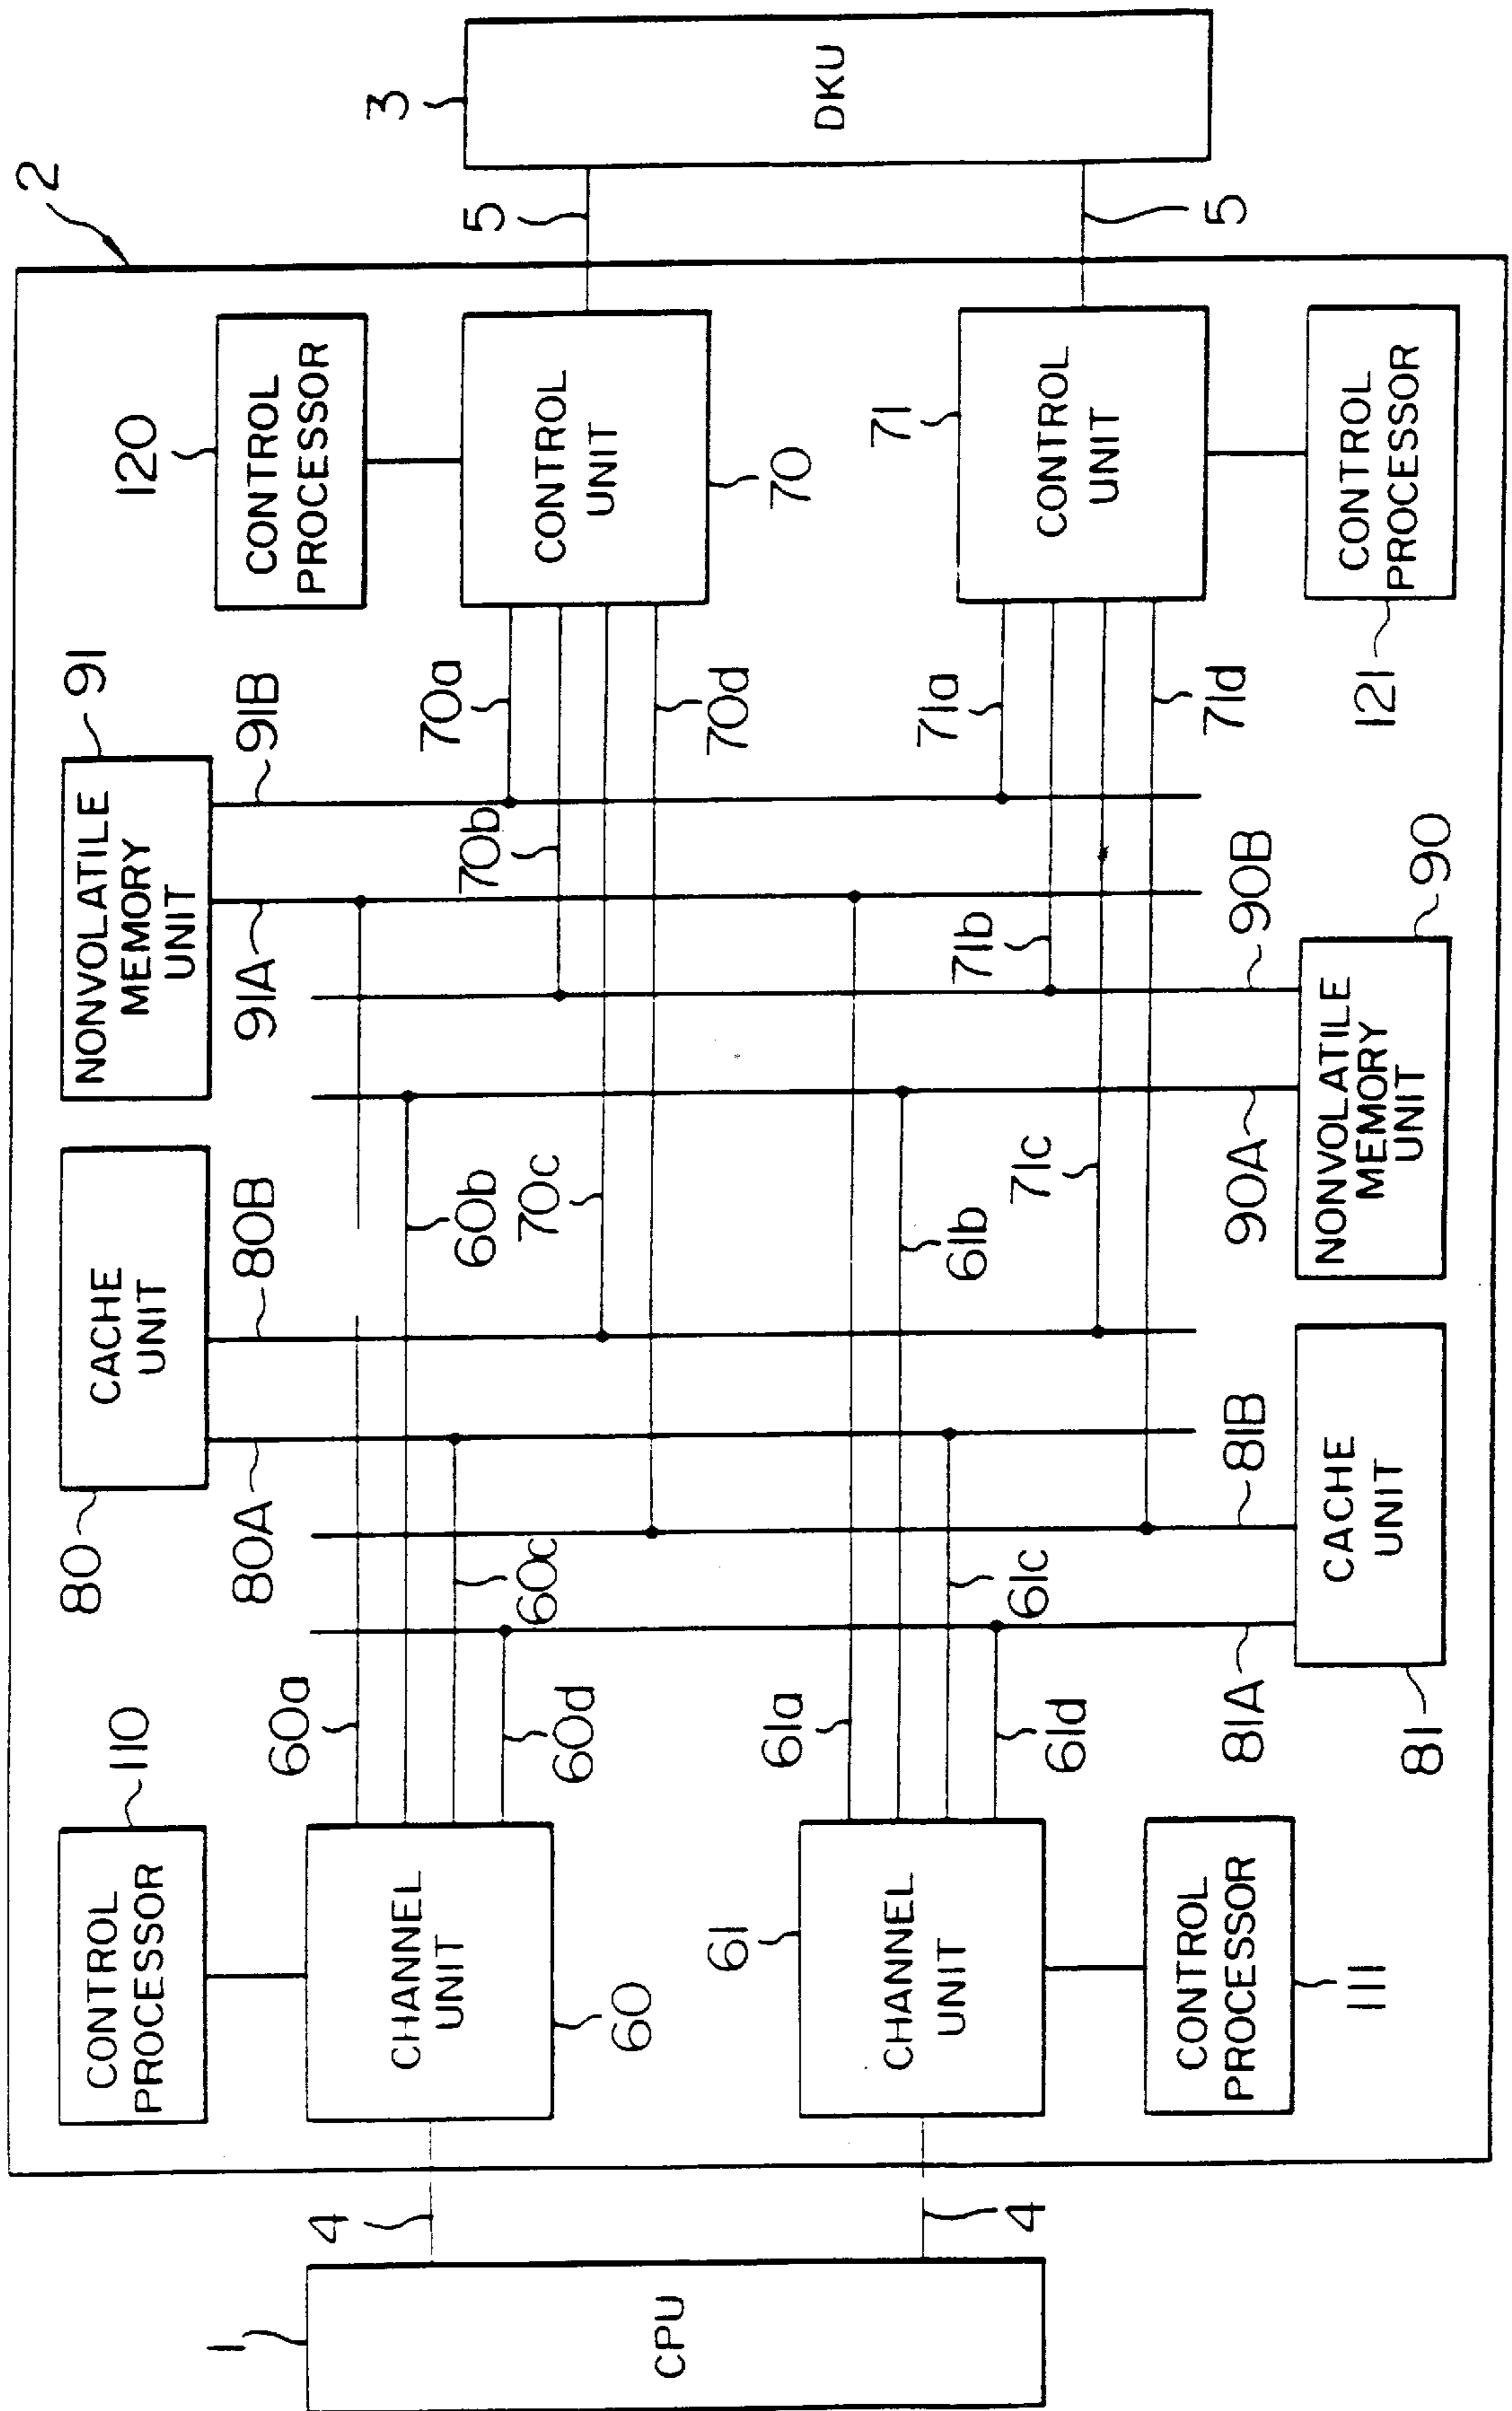 1
CPU
4
4
2
CONTROL
PROCESSOR
110
CHANNEL
UNIT
60
60a
60b
60c
60d
61
CHANNEL
UNIT
61a
61b
61c
61d
CONTROL
PROCESSOR
111
80
CACHE
UNIT
80A
80B
81
CACHE
UNIT
81A
81B
NONVOLATILE
MEMORY
UNIT
91
91A
91B
NONVOLATILE
MEMORY
UNIT
90
90A
90B
70a
70b
70c
70d
71a
71b
71c
71d
120
CONTROL
PROCESSOR
CONTROL
UNIT
70
71
CONTROL
UNIT
CONTROL
PROCESSOR
121
5
5
3
DKU